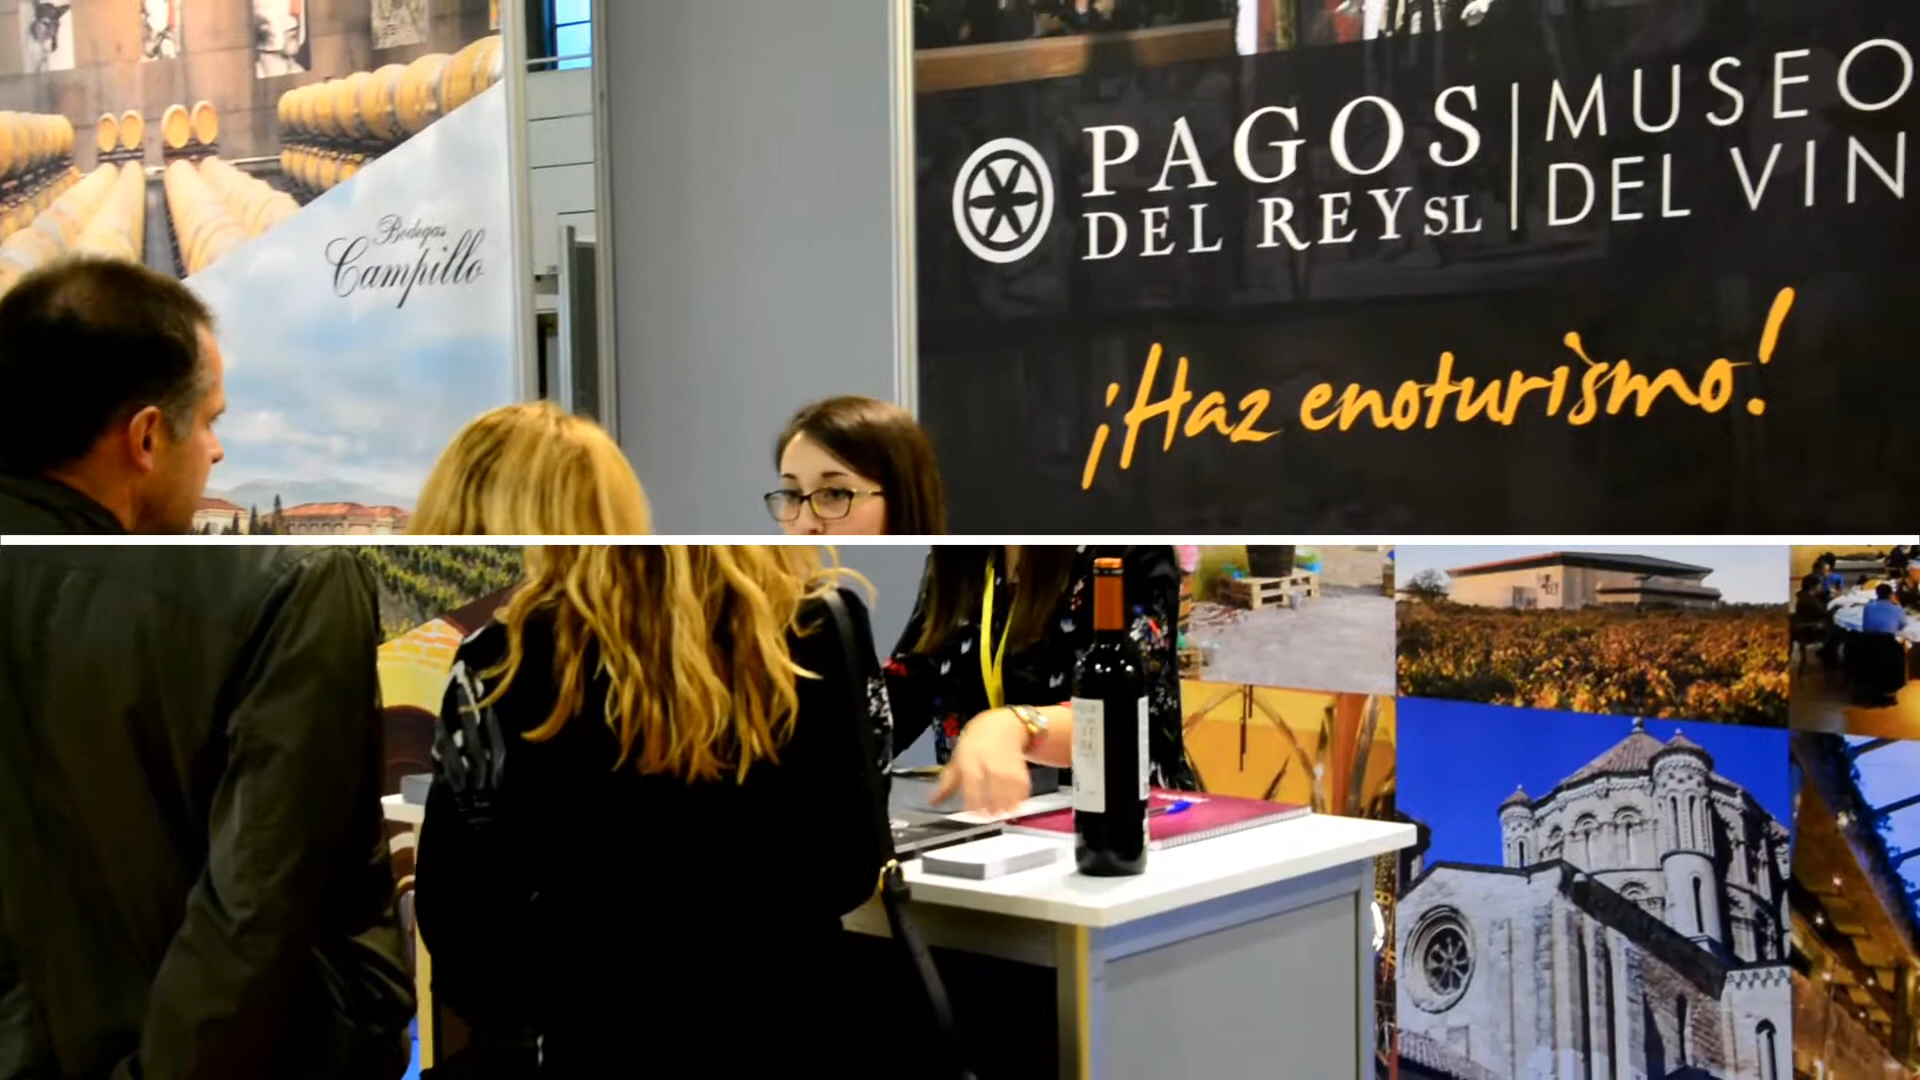 Bodegas
Campillo
PAGOS
DEL REY SL
MUSEO
DEL VIN
¡Haz enoturismo!